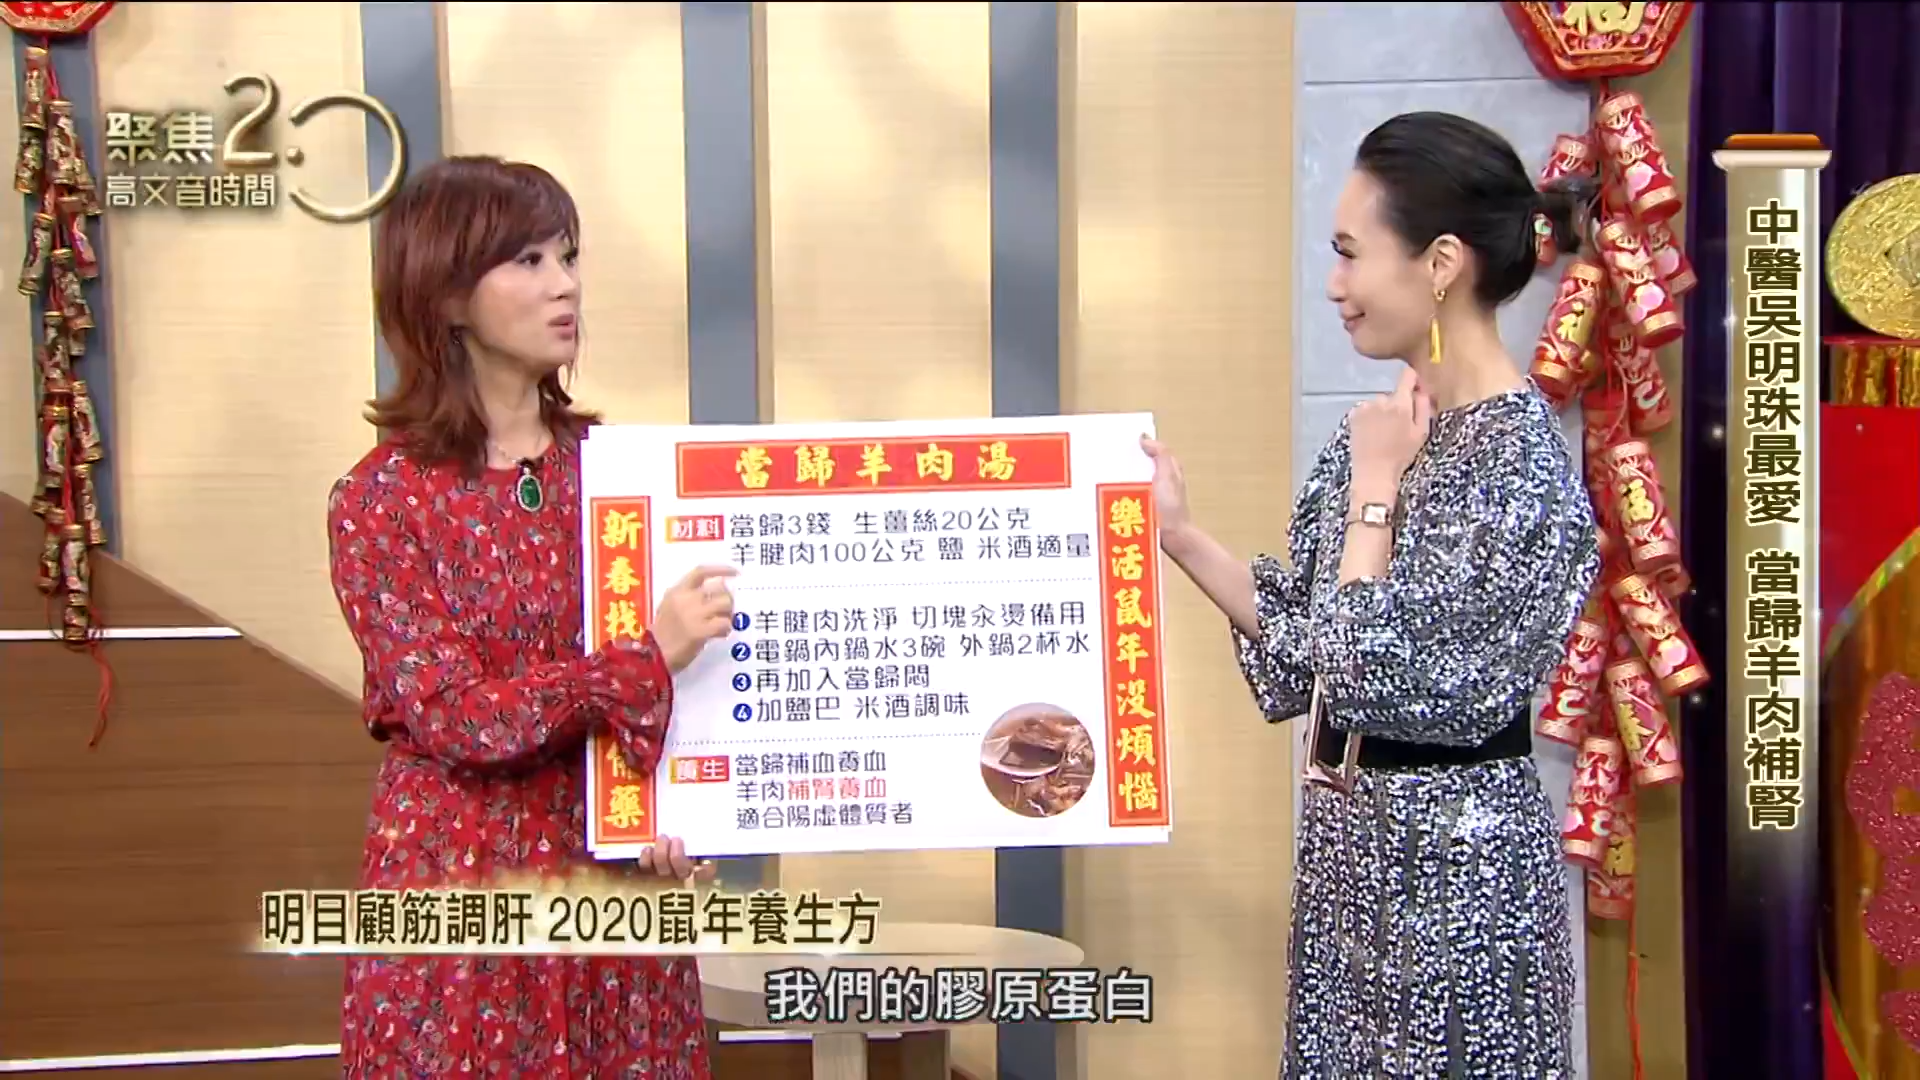 聚焦2.0
高文音時間
中醫吳明珠最愛 當歸羊肉補腎
當歸羊肉湯
新春找
藥
樂活鼠年沒煩惱
材料 當歸3錢 生薑絲20公克
羊腱肉100公克 鹽 米酒適量
1 羊腱肉洗淨 切塊汆燙備用
2 電鍋內鍋水3碗 外鍋2杯水
3 再加入當歸悶
4 加鹽巴 米酒調味
養生 當歸補血養血
羊肉補腎養血
適合陽虛體質者
福
福
春
明目顧筋調肝 2020鼠年養生方
我們的膠原蛋白